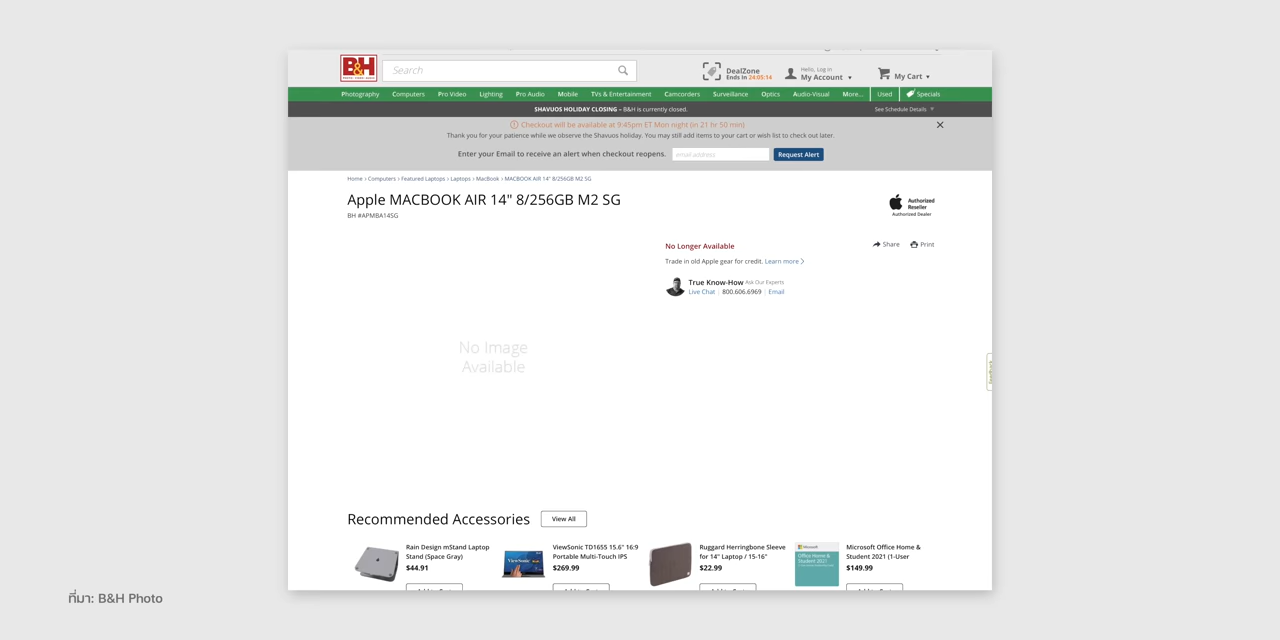 B&H
PHOTO VIDEO AUDIO
Search
DealZone
Ends In 24:05:14
Hello, Log In
My Account
My Cart
Photography Computers Pro Video Lighting Pro Audio Mobile TVs & Entertainment Camcorders Surveillance Optics Audio-Visual More... Used Specials
SHAVUOS HOLIDAY CLOSING – B&H is currently closed.
See Schedule Details
Checkout will be available at 9:45pm ET Mon night (in 21 hr 50 min)
Thank you for your patience while we observe the Shavuos holiday. You may still add items to your cart or wish list to check out later.
Enter your Email to receive an alert when checkout reopens. email address Request Alert
Home › Computers › Featured Laptops › Laptops › MacBook › MACBOOK AIR 14" 8/256GB M2 SG
Apple MACBOOK AIR 14" 8/256GB M2 SG
BH #APMBA14SG
Authorized
Reseller
Authorized Dealer
No Longer Available
Share
Print
Trade in old Apple gear for credit. Learn more
True Know-How Ask Our Experts
Live Chat | 800.606.6969 | Email
No Image
Available
Feedback
Recommended Accessories
View All
Rain Design mStand Laptop
Stand (Space Gray)
$44.91
ViewSonic
ViewSonic TD1655 15.6" 16:9
Portable Multi-Touch IPS
$269.99
Ruggard Herringbone Sleeve
for 14" Laptop / 15-16"
$22.99
Microsoft
Office Home &
Student 2021
Microsoft Office Home &
Student 2021 (1-User
$149.99
ที่มา: B&H Photo